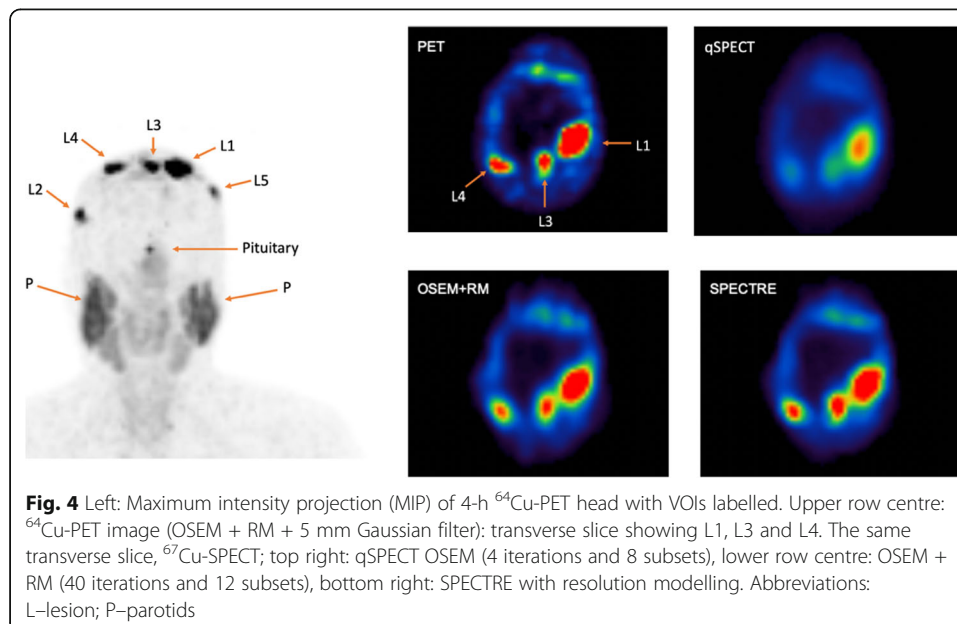 PET
qSPECT
L3
L4
L1
L1
L5
L2
L4
L3
Pituitary
P
P
OSEM+RM
SPECTRE
Fig. 4 Left: Maximum intensity projection (MIP) of 4-h ⁶⁴Cu-PET head with VOIs labelled. Upper row centre:
⁶⁴Cu-PET image (OSEM + RM + 5 mm Gaussian filter): transverse slice showing L1, L3 and L4. The same
transverse slice, ⁶⁷Cu-SPECT; top right: qSPECT OSEM (4 iterations and 8 subsets), lower row centre: OSEM +
RM (40 iterations and 12 subsets), bottom right: SPECTRE with resolution modelling. Abbreviations:
L–lesion; P–parotids